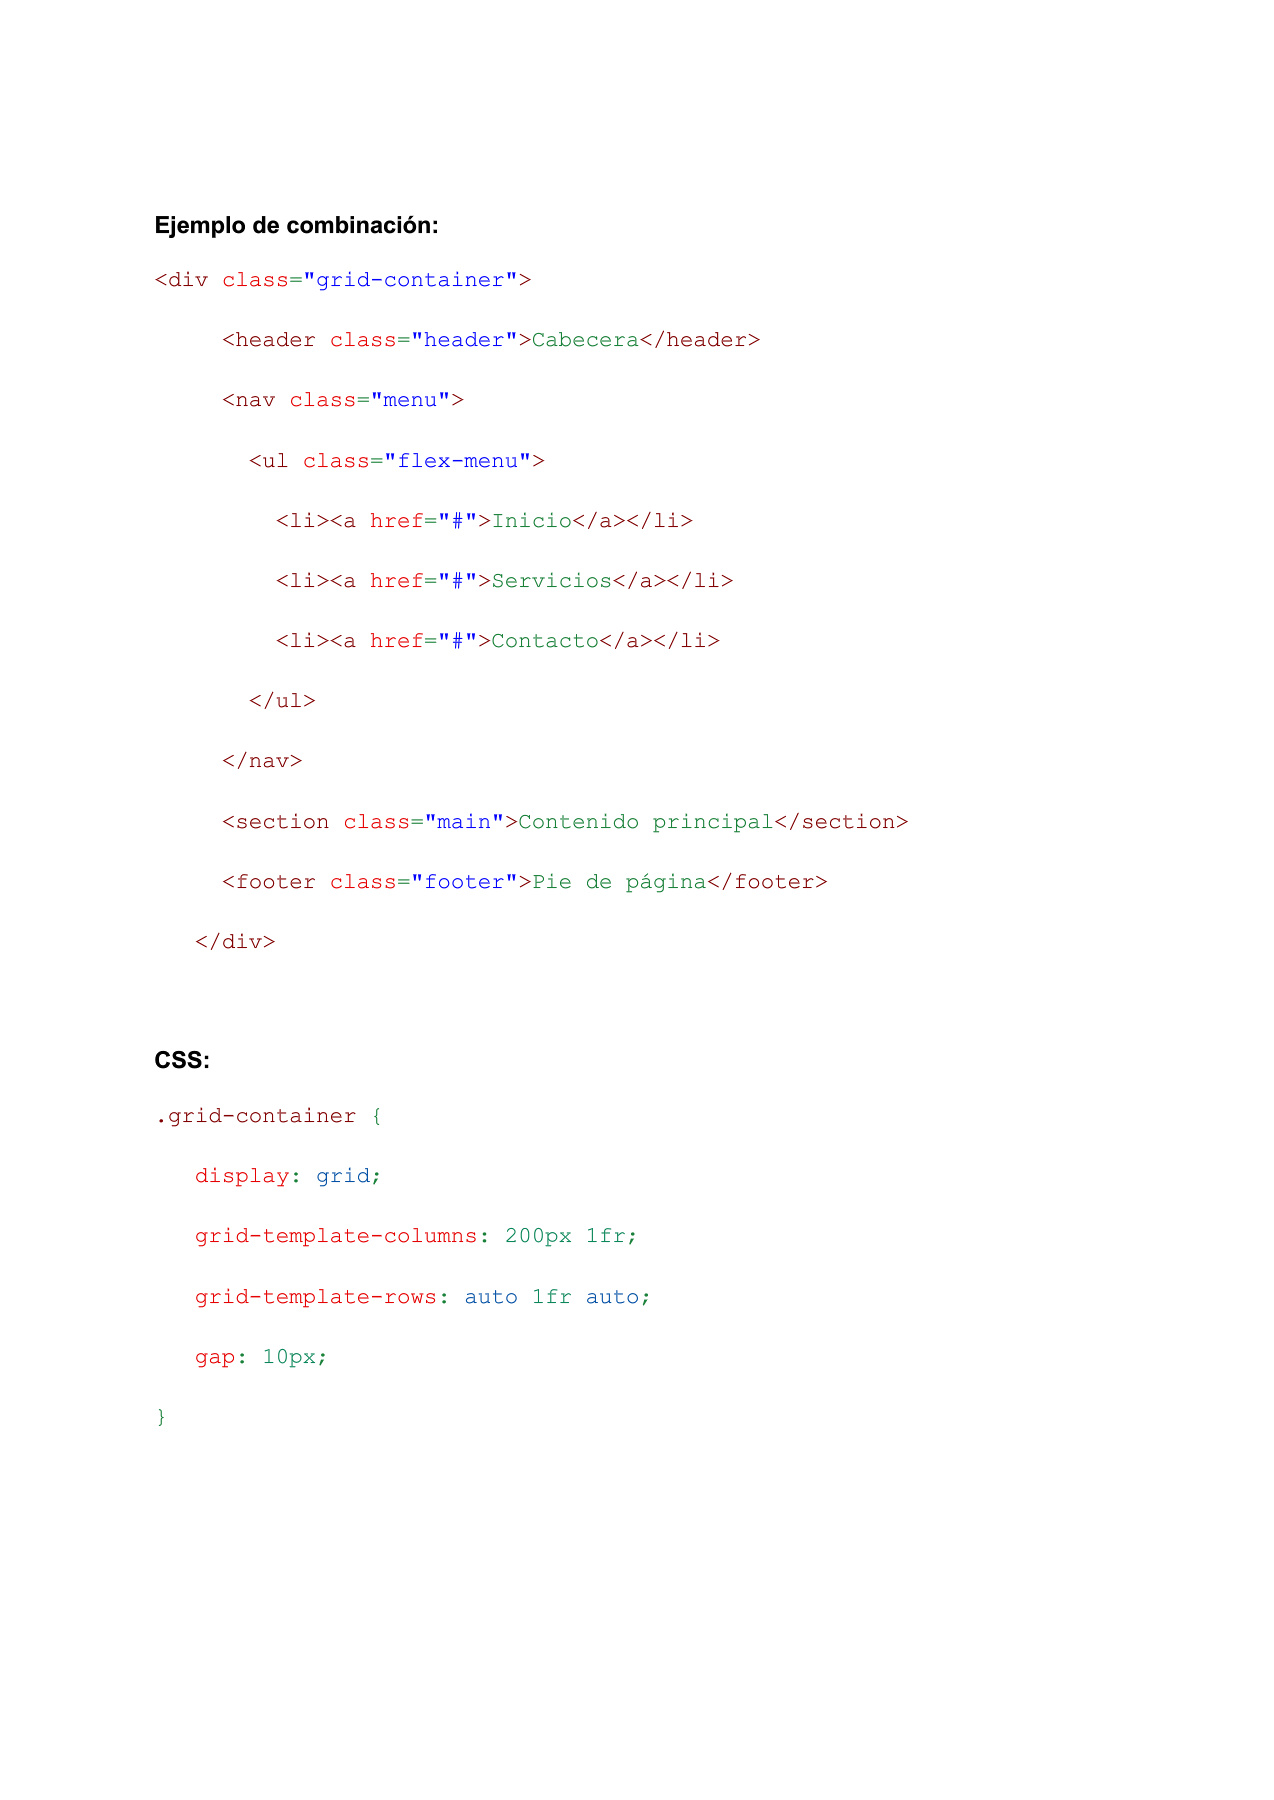 Ejemplo de combinación:
<div class="grid-container">
<header class="header">Cabecera</header>
<nav class="menu">
<ul class="flex-menu">
<li><a href="#">Inicio</a></li>
<li><a href="#">Servicios</a></li>
<li><a href="#">Contacto</a></li>
</ul>
</nav>
<section class="main">Contenido principal</section>
<footer class="footer">Pie de página</footer>
</div>
CSS:
.grid-container {
display: grid;
grid-template-columns: 200px 1fr;
grid-template-rows: auto 1fr auto;
gap: 10px;
}